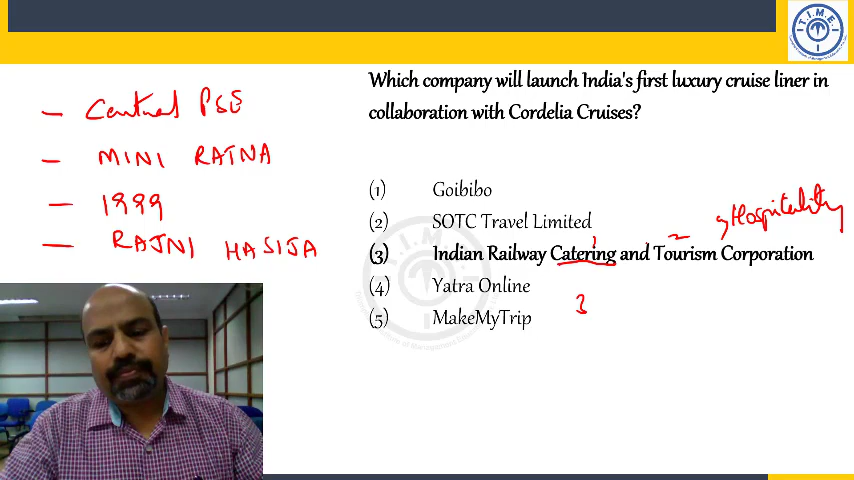 T.I.M.E.
Which company will launch India's first luxury cruise liner in
collaboration with Cordelia Cruises?
- Central PSE
- MINI RATNA
- 1999
- RAJNI HASIJA
(1) Goibibo
(2) SOTC Travel Limited
(3) Indian Railway Catering and Tourism Corporation
(4) Yatra Online
(5) MakeMyTrip
1
2
3
Hospitality